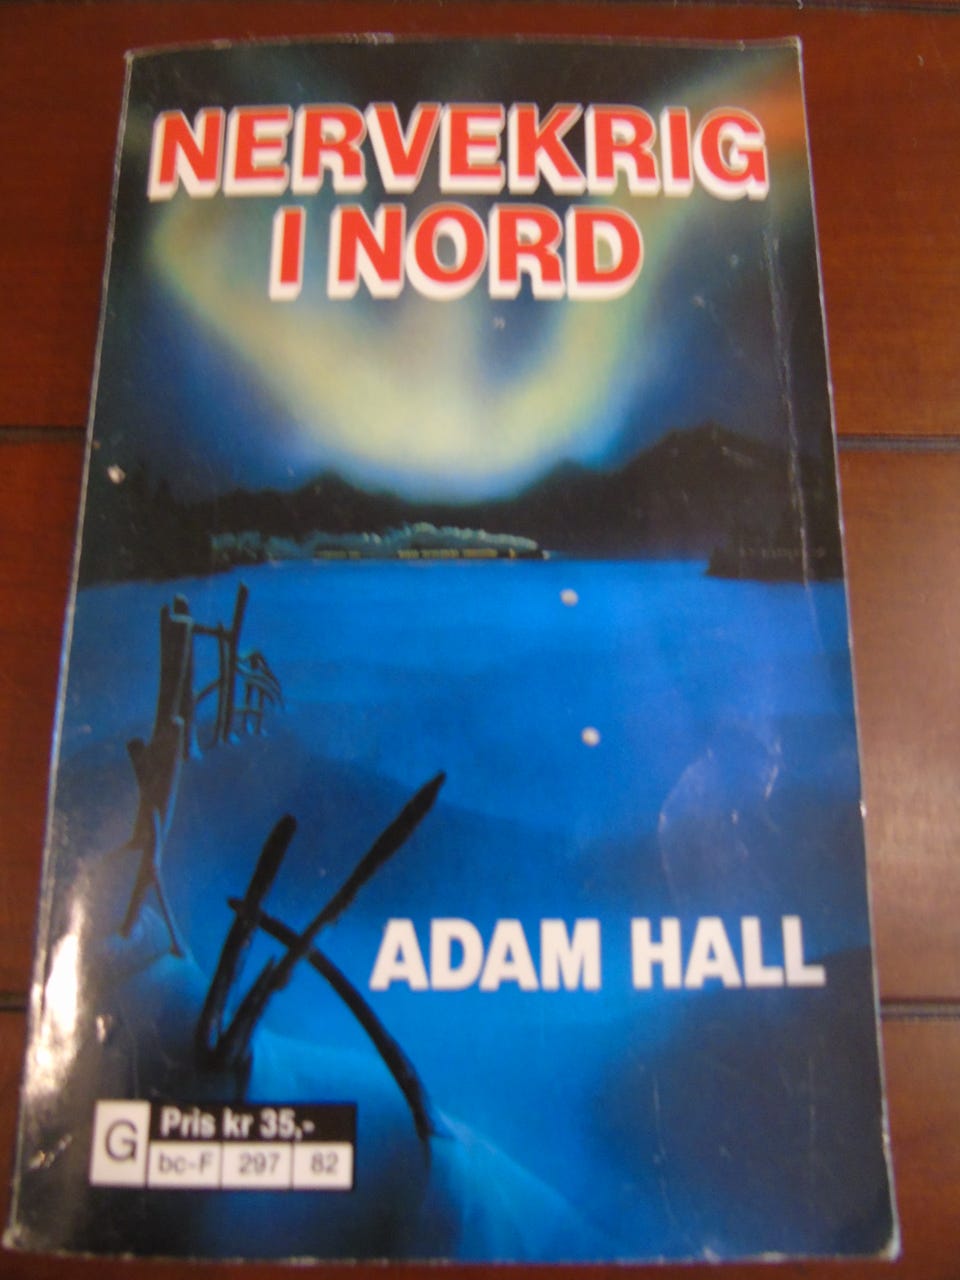 NERVEKRIG
I NORD
ADAM HALL
G
Pris kr 35,-
bc-F 297 82